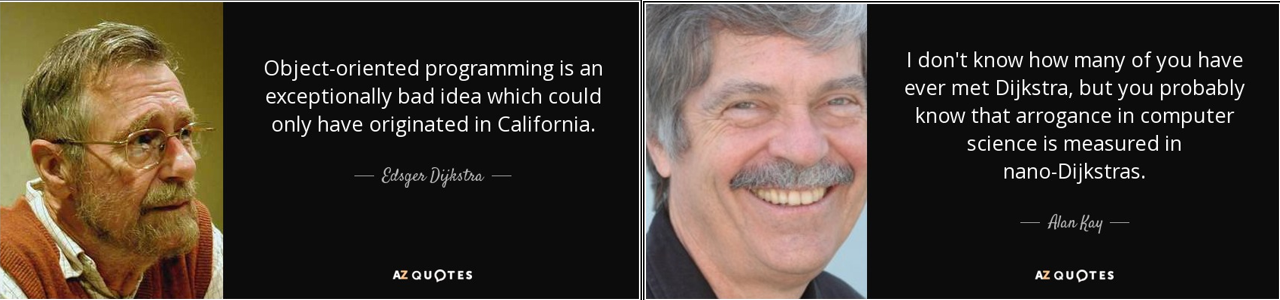 Object-oriented programming is an
exceptionally bad idea which could
only have originated in California.
Edsger Dijkstra
AZ QUOTES
I don't know how many of you have
ever met Dijkstra, but you probably
know that arrogance in computer
science is measured in
nano-Dijkstras.
Alan Kay
AZ QUOTES